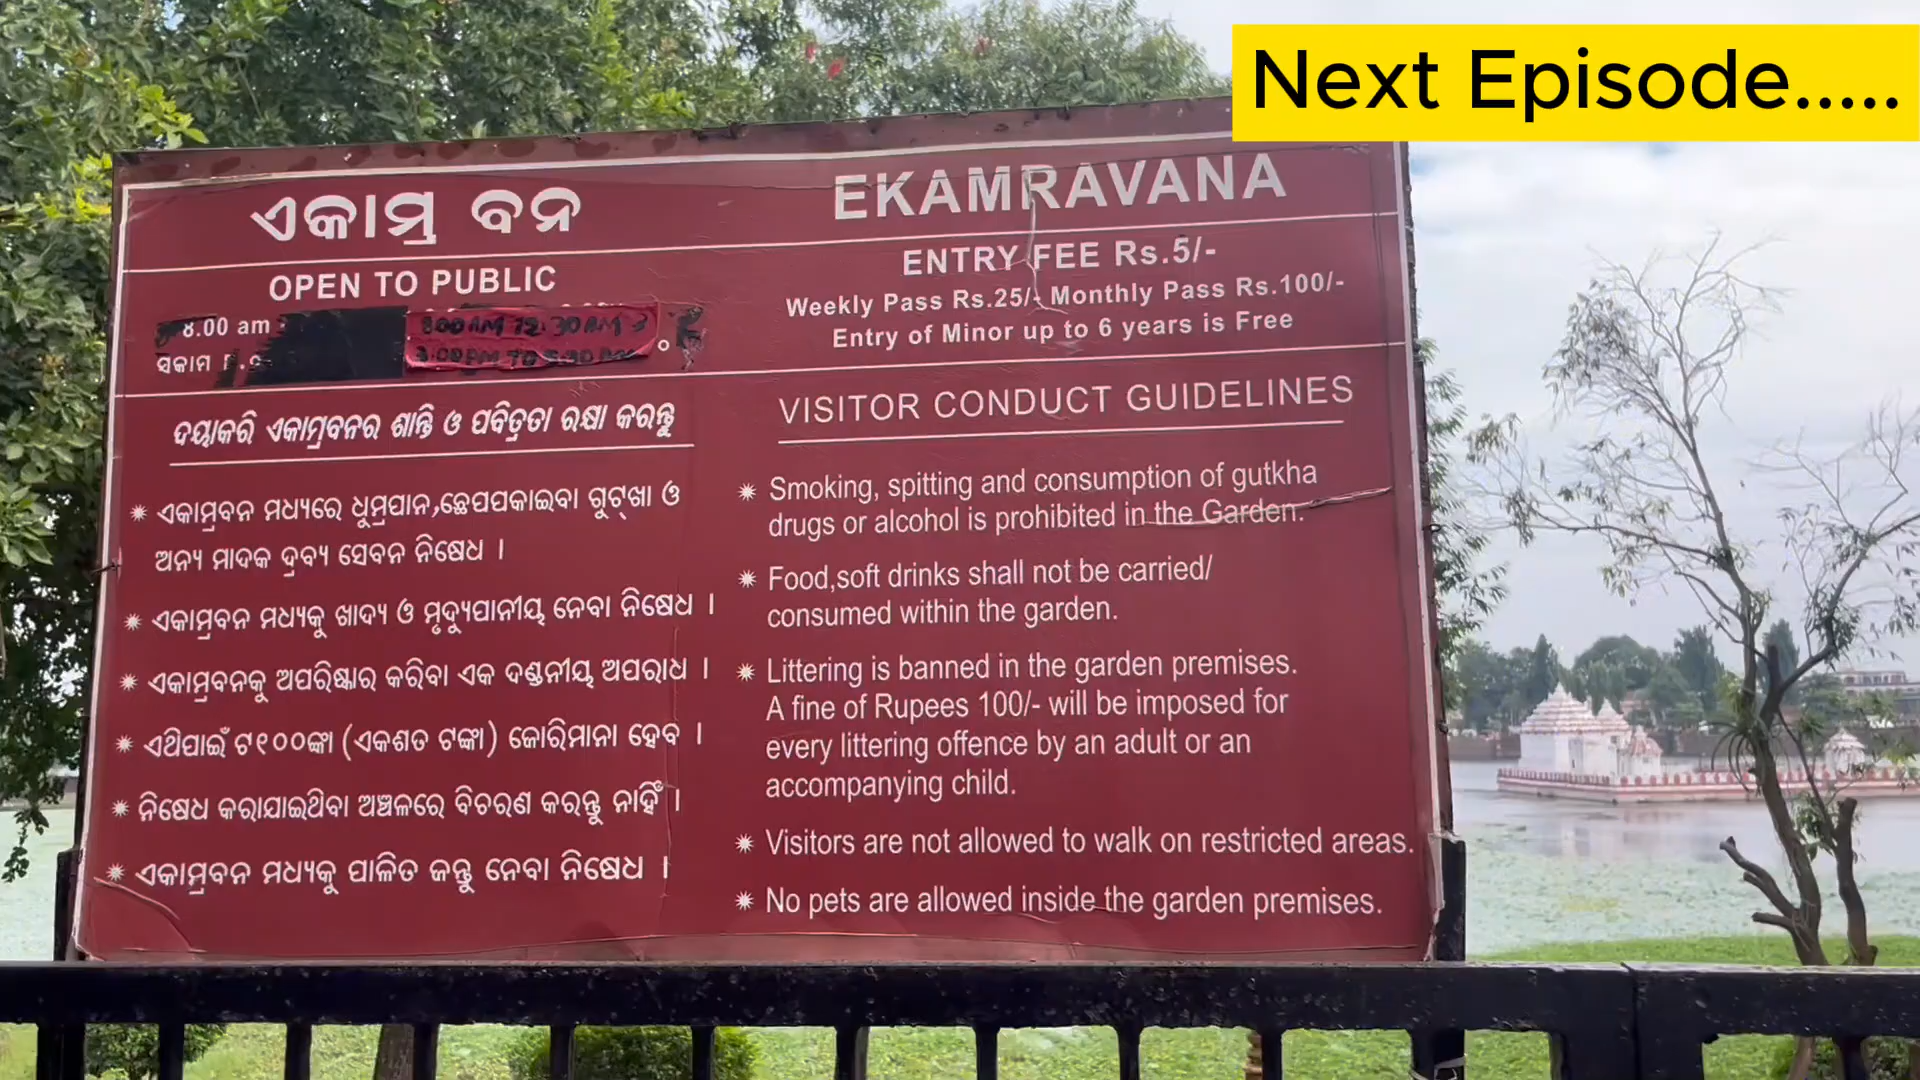 Next Episode.....
ଏକାମ୍ର ବନ
OPEN TO PUBLIC
8.00 am
ସକାମ
ଦୟାକରି ଏକାମ୍ରବନର ଶାନ୍ତି ଓ ପବିତ୍ରତା ରକ୍ଷା କରନ୍ତୁ
ଏକାମ୍ରବନ ମଧ୍ୟରେ ଧୁମ୍ରପାନ,ଛେପପକାଇବା ଗୁଟ୍‌ଖା ଓ
ଅନ୍ୟ ମାଦକ ଦ୍ରବ୍ୟ ସେବନ ନିଷେଧ ।
ଏକାମ୍ରବନ ମଧ୍ୟକୁ ଖାଦ୍ୟ ଓ ମୃଦ୍ୟୁପାନୀୟ ନେବା ନିଷେଧ ।
ଏକାମ୍ରବନକୁ ଅପରିଷ୍କାର କରିବା ଏକ ଦଣ୍ଡନୀୟ ଅପରାଧ ।
ଏଥିପାଇଁ ଟ୧୦୦ଙ୍କା (ଏକଶତ ଟଙ୍କା) ଜୋରିମାନା ହେବ ।
ନିଷେଧ କରାଯାଇଥିବା ଅଞ୍ଚଳରେ ବିଚରଣ କରନ୍ତୁ ନାହିଁ ।
ଏକାମ୍ରବନ ମଧ୍ୟକୁ ପାଳିତ ଜନ୍ତୁ ନେବା ନିଷେଧ ।
EKAMRAVANA
ENTRY FEE Rs.5/-
Weekly Pass Rs.25/- Monthly Pass Rs.100/-
Entry of Minor up to 6 years is Free
VISITOR CONDUCT GUIDELINES
Smoking, spitting and consumption of gutkha
drugs or alcohol is prohibited in the Garden.
Food,soft drinks shall not be carried/
consumed within the garden.
Littering is banned in the garden premises.
A fine of Rupees 100/- will be imposed for
every littering offence by an adult or an
accompanying child.
Visitors are not allowed to walk on restricted areas.
No pets are allowed inside the garden premises.